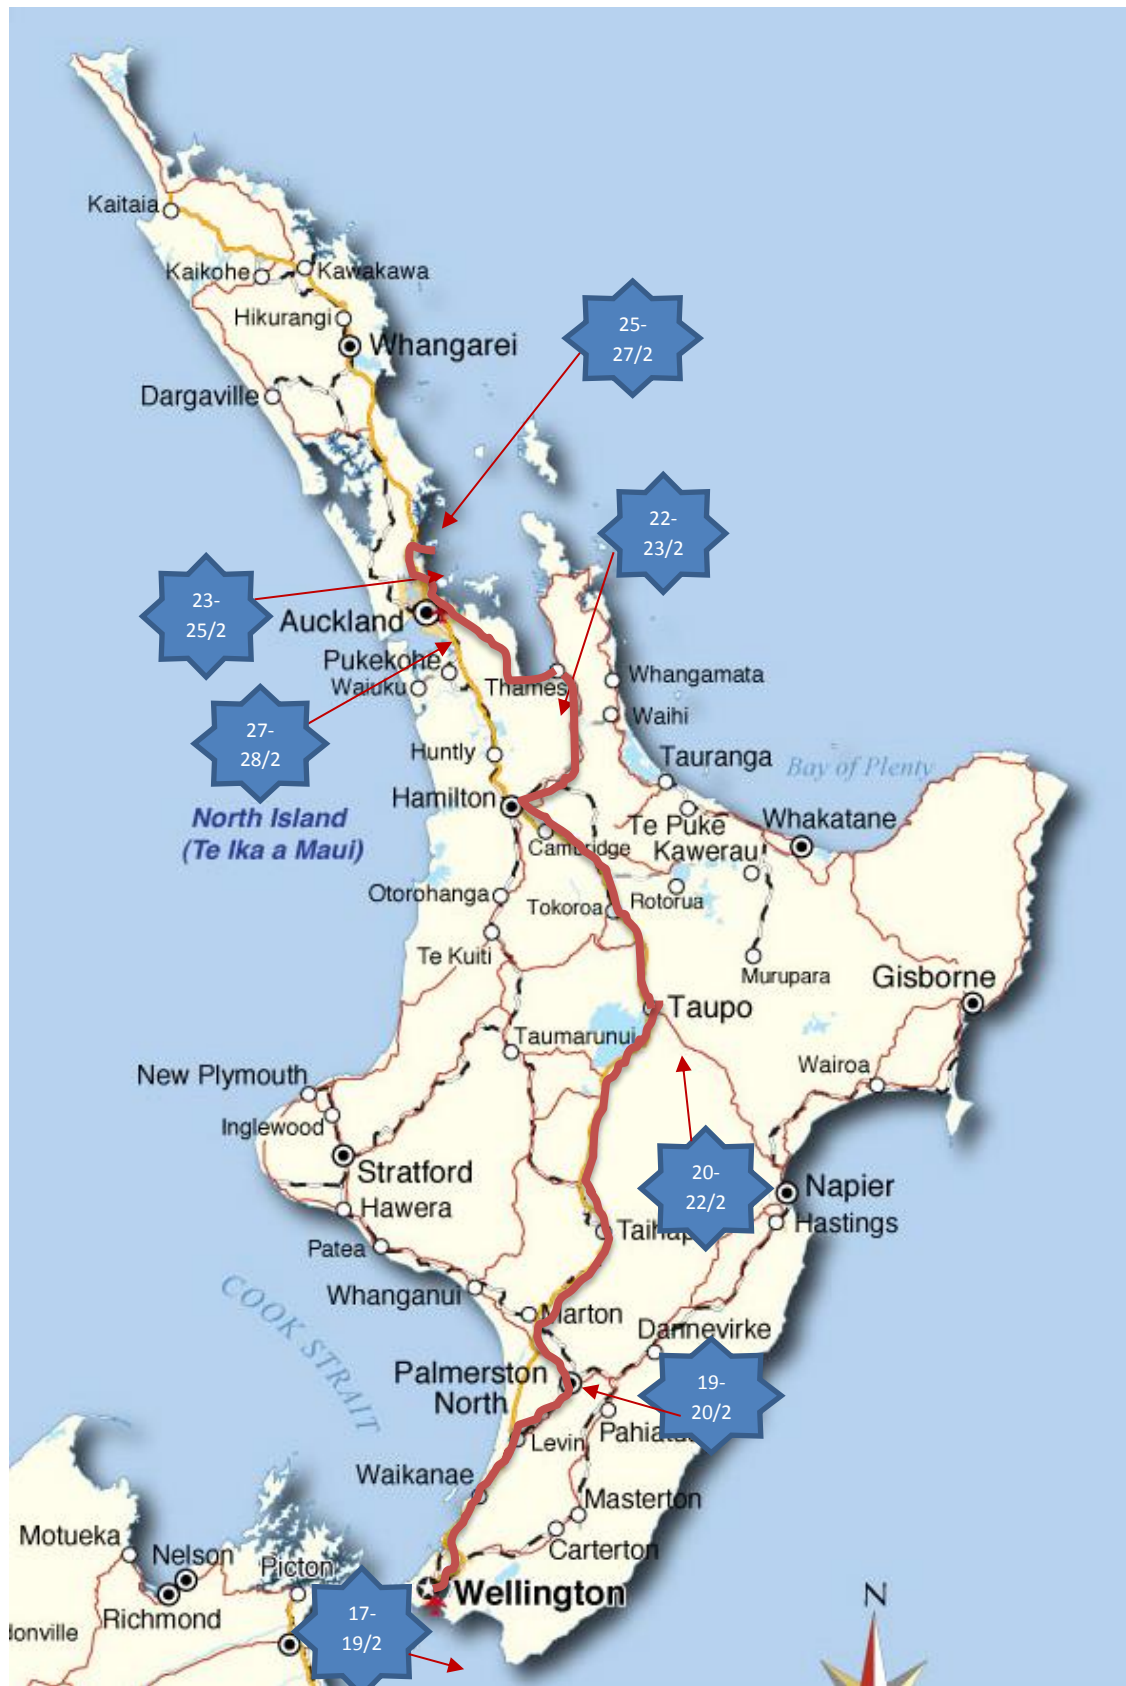 Kaitaia
Kaikohe
Kawakawa
Hikurangi
Whangarei
Dargaville
25-
27/2
22-
23/2
23-
25/2
Auckland
Pukekohe
Waiuku
Thames
Whangamata
Waihi
27-
28/2
Huntly
Tauranga
Bay of Plenty
Hamilton
North Island
(Te Ika a Maui)
Cambridge
Te Puke
Whakatane
Kawerau
Otorohanga
Tokoroa
Rotorua
Te Kuiti
Murupara
Gisborne
Taupo
Taumarunui
Wairoa
New Plymouth
Inglewood
Stratford
20-
22/2
Napier
Hawera
Hastings
Taihap
Patea
Whanganui
COOK STRAIT
Marton
Dannevirke
Palmerston
North
19-
20/2
Levin
Pahiatu
Waikanae
Masterton
Carterton
Motueka
Nelson
Picton
Richmond
Wellington
lonville
17-
19/2
N